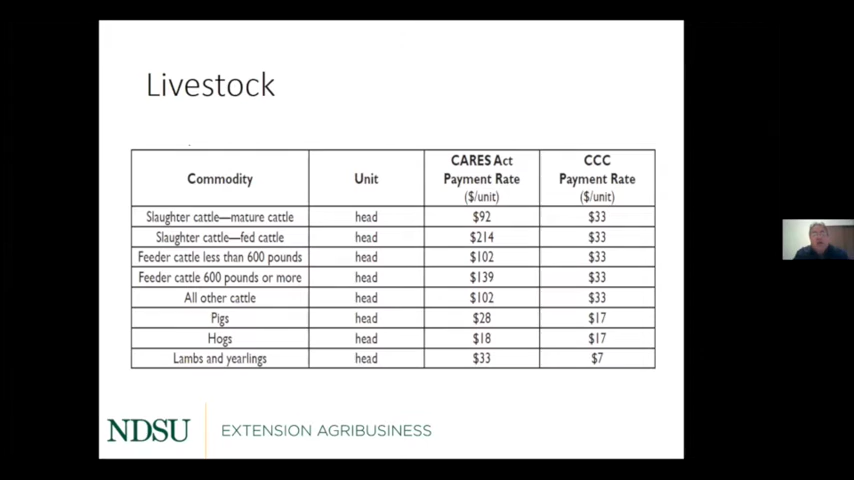 Livestock
Commodity Unit CARES Act Payment Rate ($/unit) CCC Payment Rate ($/unit)
Slaughter cattle—mature cattle head $92 $33
Slaughter cattle—fed cattle head $214 $33
Feeder cattle less than 600 pounds head $102 $33
Feeder cattle 600 pounds or more head $139 $33
All other cattle head $102 $33
Pigs head $28 $17
Hogs head $18 $17
Lambs and yearlings head $33 $7
NDSU EXTENSION AGRIBUSINESS